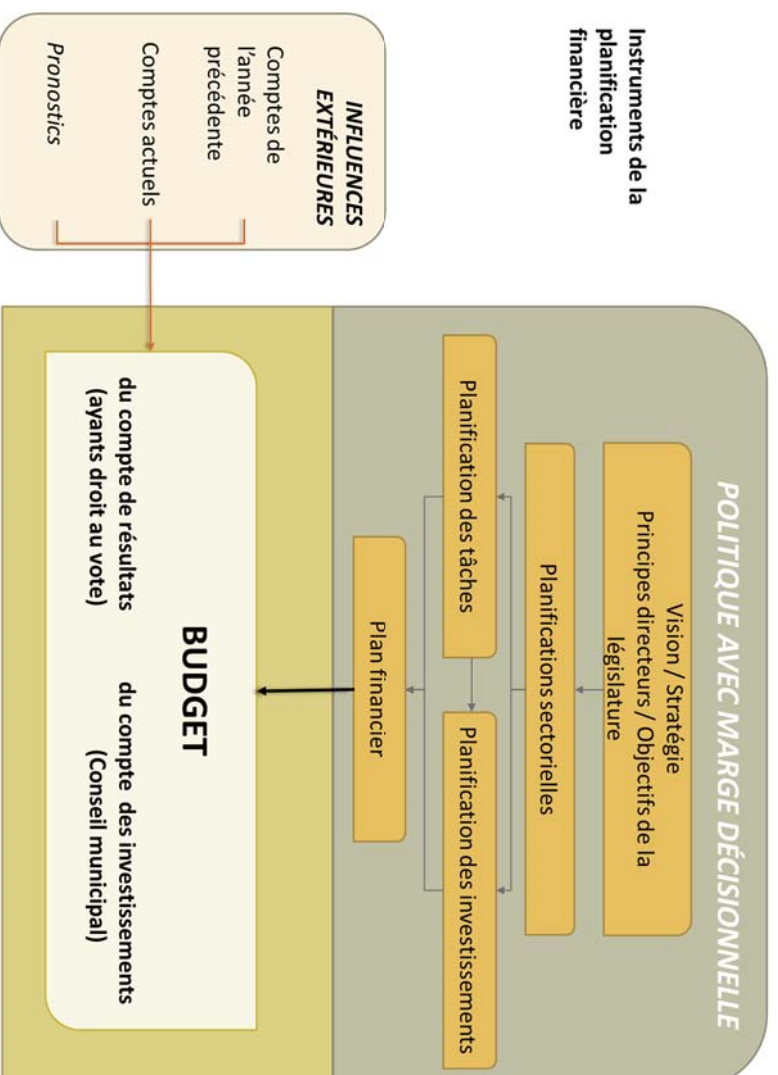 Instruments de la
planification
financière
POLITIQUE AVEC MARGE DÉCISIONNELLE
Vision / Stratégie
Principes directeurs / Objectifs de la
législature
Planifications sectorielles
Planification des tâches
Planification des investissements
Plan financier
INFLUENCES
EXTÉRIEURES
Comptes de
l'année
précédente
Comptes actuels
Pronostics
BUDGET
du compte de résultats
(ayants droit au vote)
du compte des investissements
(Conseil municipal)